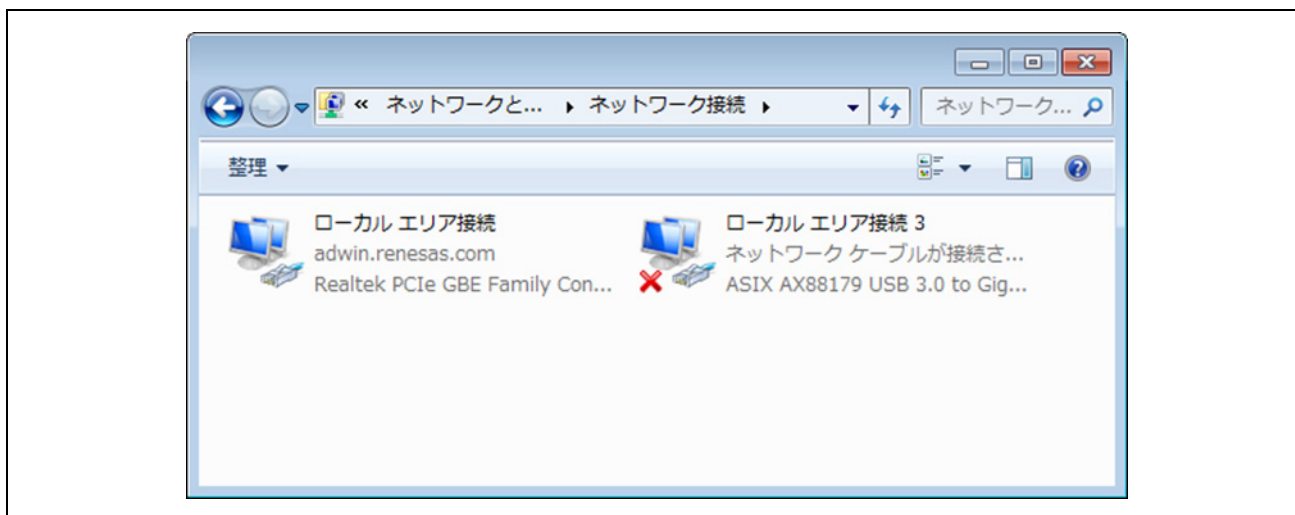 « ネットワークと... ▸ ネットワーク接続 ▸
ネットワーク...
整理
ローカル エリア接続
adwin.renesas.com
Realtek PCIe GBE Family Con...
ローカル エリア接続 3
ネットワーク ケーブルが接続さ...
ASIX AX88179 USB 3.0 to Gig...